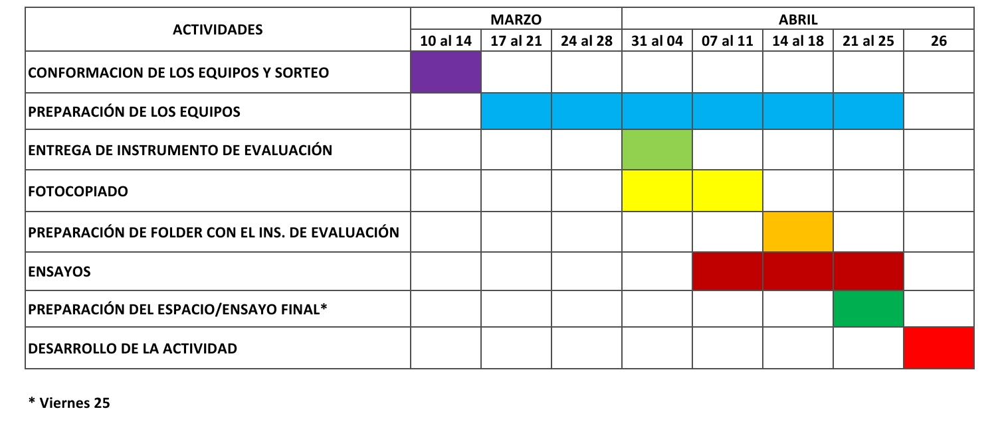 ACTIVIDADES
MARZO
ABRIL
10 al 14
17 al 21
24 al 28
31 al 04
07 al 11
14 al 18
21 al 25
26
CONFORMACION DE LOS EQUIPOS Y SORTEO
PREPARACIÓN DE LOS EQUIPOS
ENTREGA DE INSTRUMENTO DE EVALUACIÓN
FOTOCOPIADO
PREPARACIÓN DE FOLDER CON EL INS. DE EVALUACIÓN
ENSAYOS
PREPARACIÓN DEL ESPACIO/ENSAYO FINAL*
DESARROLLO DE LA ACTIVIDAD
* Viernes 25